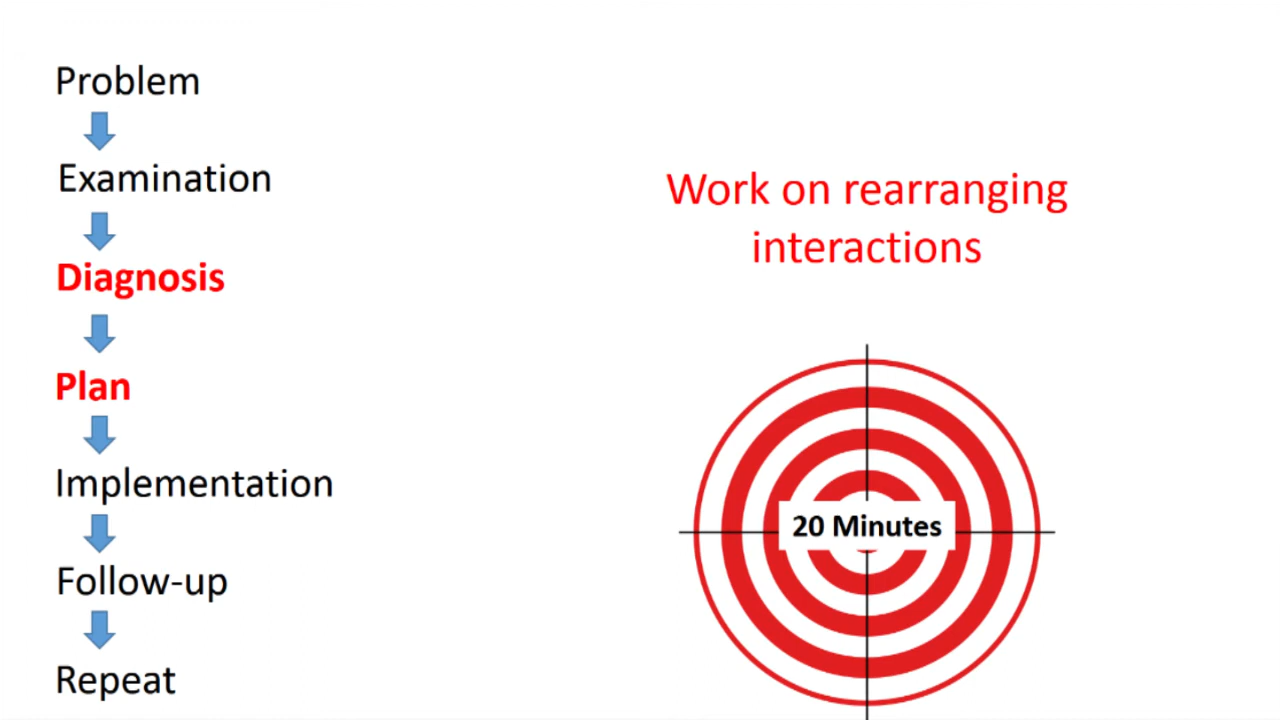 Problem
Examination
Diagnosis
Plan
Implementation
Follow-up
Repeat
Work on rearranging
interactions
20 Minutes